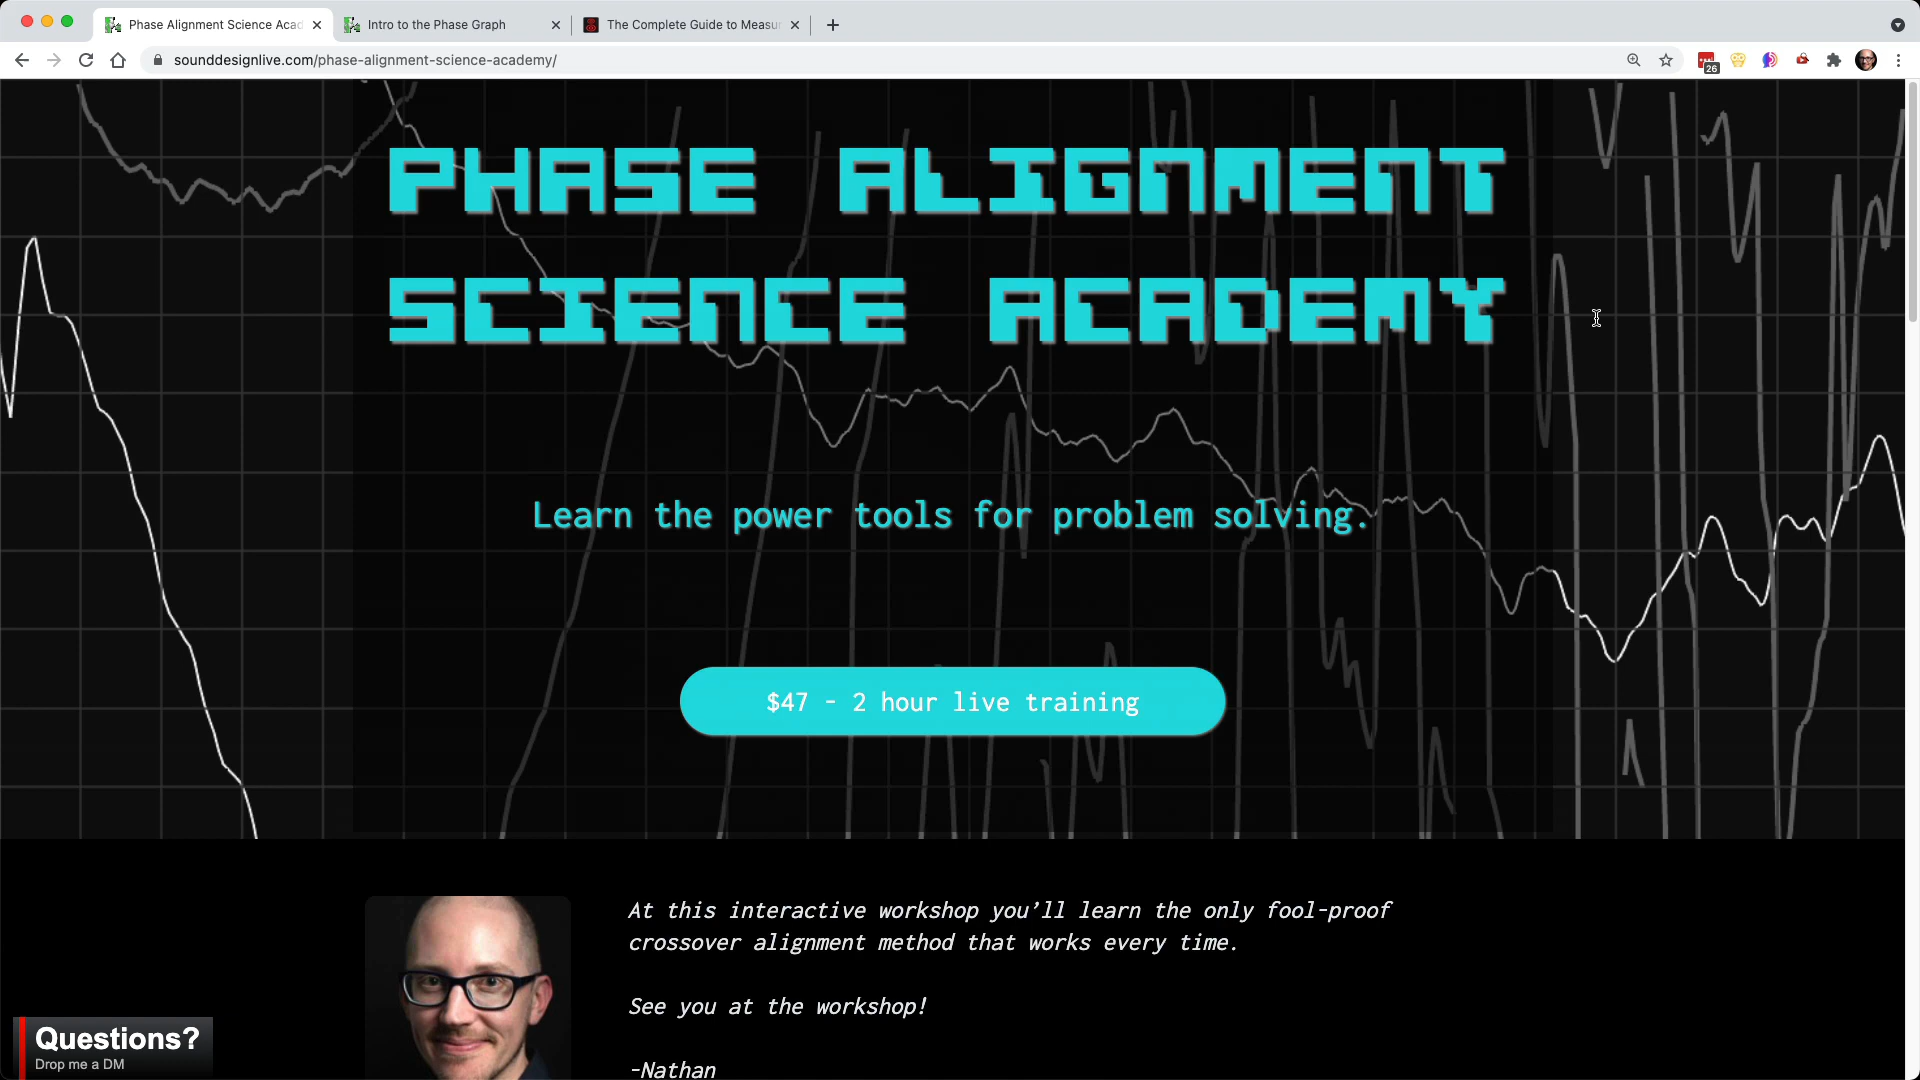 Phase Alignment Science Acad
Intro to the Phase Graph
The Complete Guide to Measu
sounddesignlive.com/phase-alignment-science-academy/
26
PHASE ALIGNMENT
SCIENCE ACADEMY
Learn the power tools for problem solving.
$47 - 2 hour live training
At this interactive workshop you’ll learn the only fool-proof
crossover alignment method that works every time.
See you at the workshop!
-Nathan
Questions?
Drop me a DM